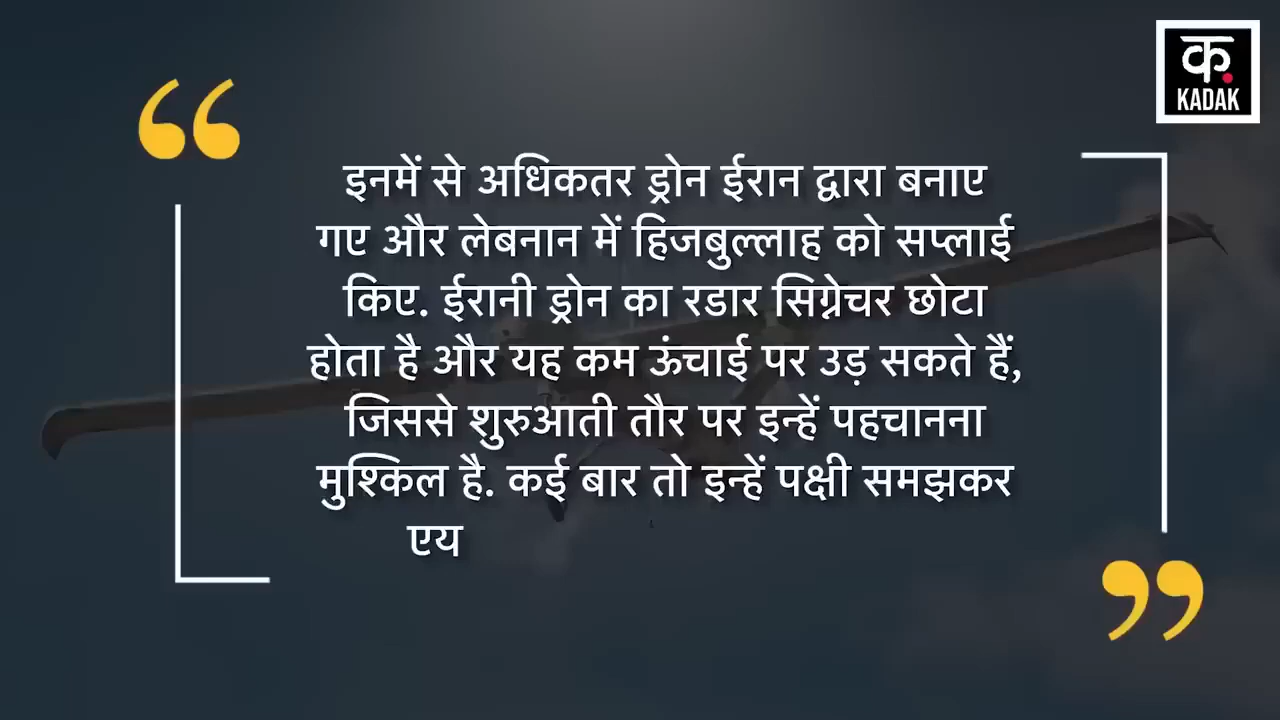 क
KADAK
इनमें से अधिकतर ड्रोन ईरान द्वारा बनाए
गए और लेबनान में हिजबुल्लाह को सप्लाई
किए. ईरानी ड्रोन का रडार सिग्नेचर छोटा
होता है और यह कम ऊंचाई पर उड़ सकते हैं,
जिससे शुरुआती तौर पर इन्हें पहचानना
मुश्किल है. कई बार तो इन्हें पक्षी समझकर
एय